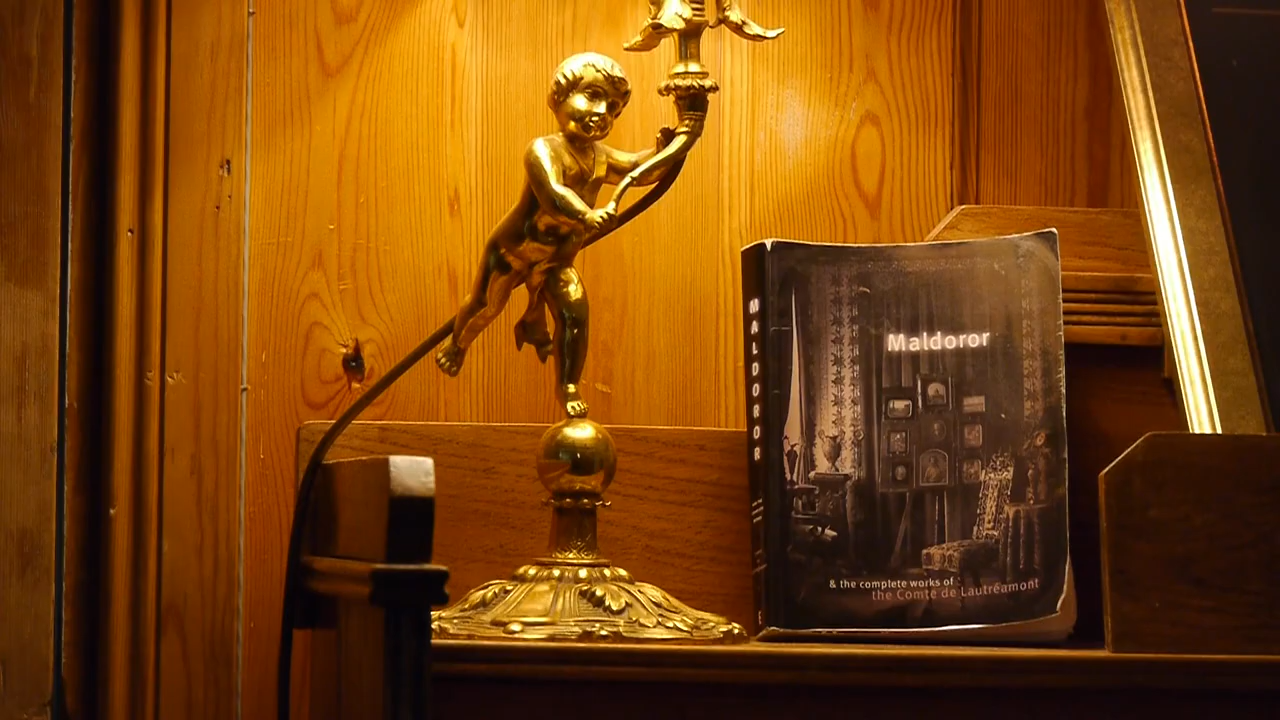 MALDOROR
Maldoror
& the complete works of
the Comte de Lautréamont